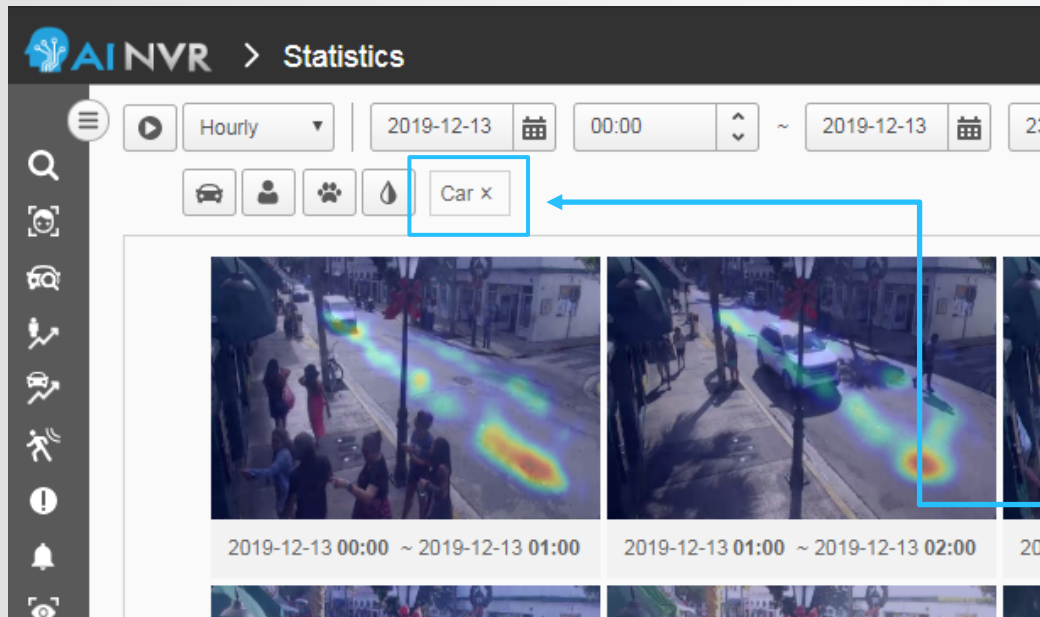 AI NVR > Statistics
Hourly 2019-12-13 00:00 ~ 2019-12-13
Car ×
2019-12-13 00:00 ~ 2019-12-13 01:00
2019-12-13 01:00 ~ 2019-12-13 02:00